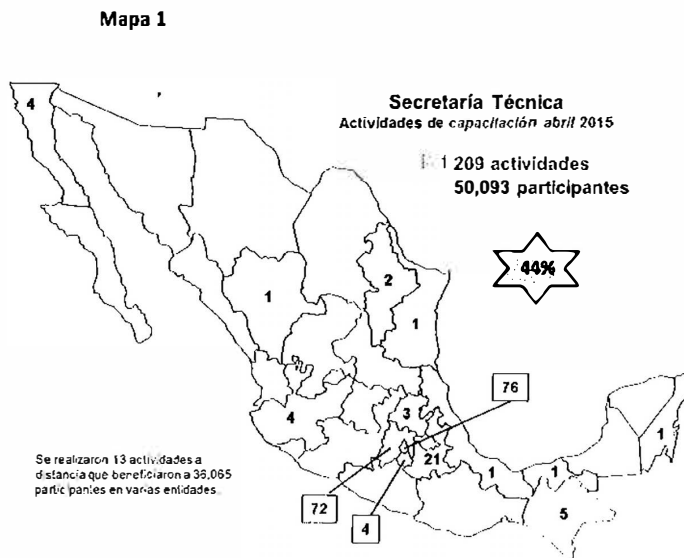 Mapa 1
Secretaría Técnica
Actividades de capacitación abril 2015
209 actividades
50,093 participantes
4
44%
2
1
1
76
4
3
21
1
1
1
5
72
4
Se realizaron 13 actividades a
distancia que beneficiaron a 36,065
participantes en varias entidades.